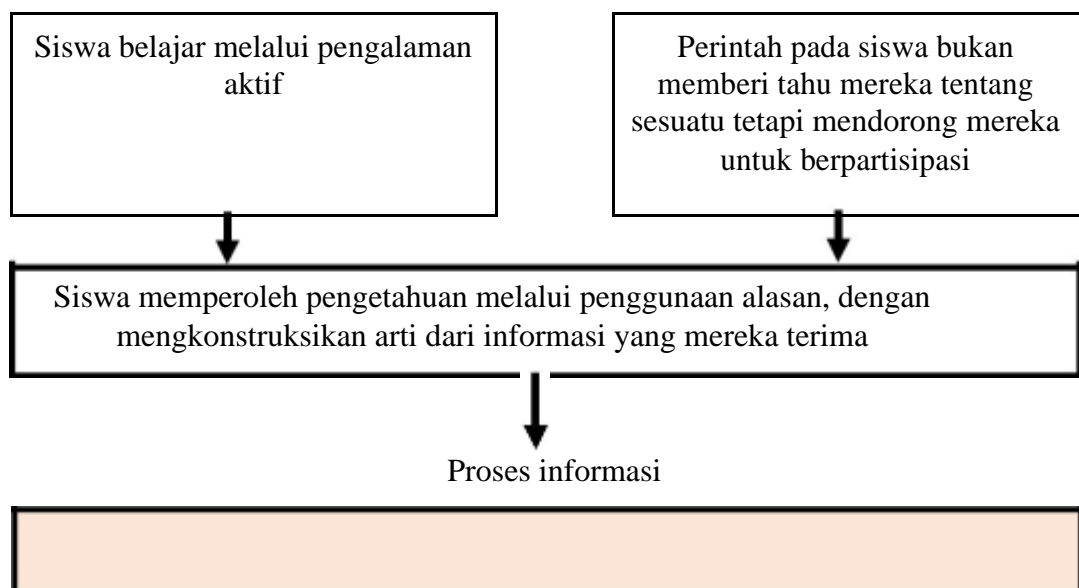 Siswa belajar melalui pengalaman
aktif
Perintah pada siswa bukan
memberi tahu mereka tentang
sesuatu tetapi mendorong mereka
untuk berpartisipasi
Siswa memperoleh pengetahuan melalui penggunaan alasan, dengan
mengkonstruksikan arti dari informasi yang mereka terima
Proses informasi